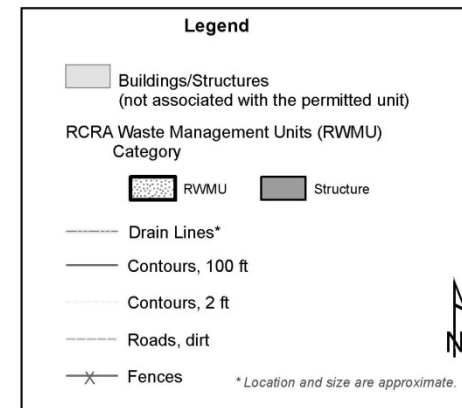 Legend
Buildings/Structures
(not associated with the permitted unit)
RCRA Waste Management Units (RWMU)
Category
RWMU
Structure
Drain Lines*
Contours, 100 ft
Contours, 2 ft
Roads, dirt
Fences
* Location and size are approximate.
N